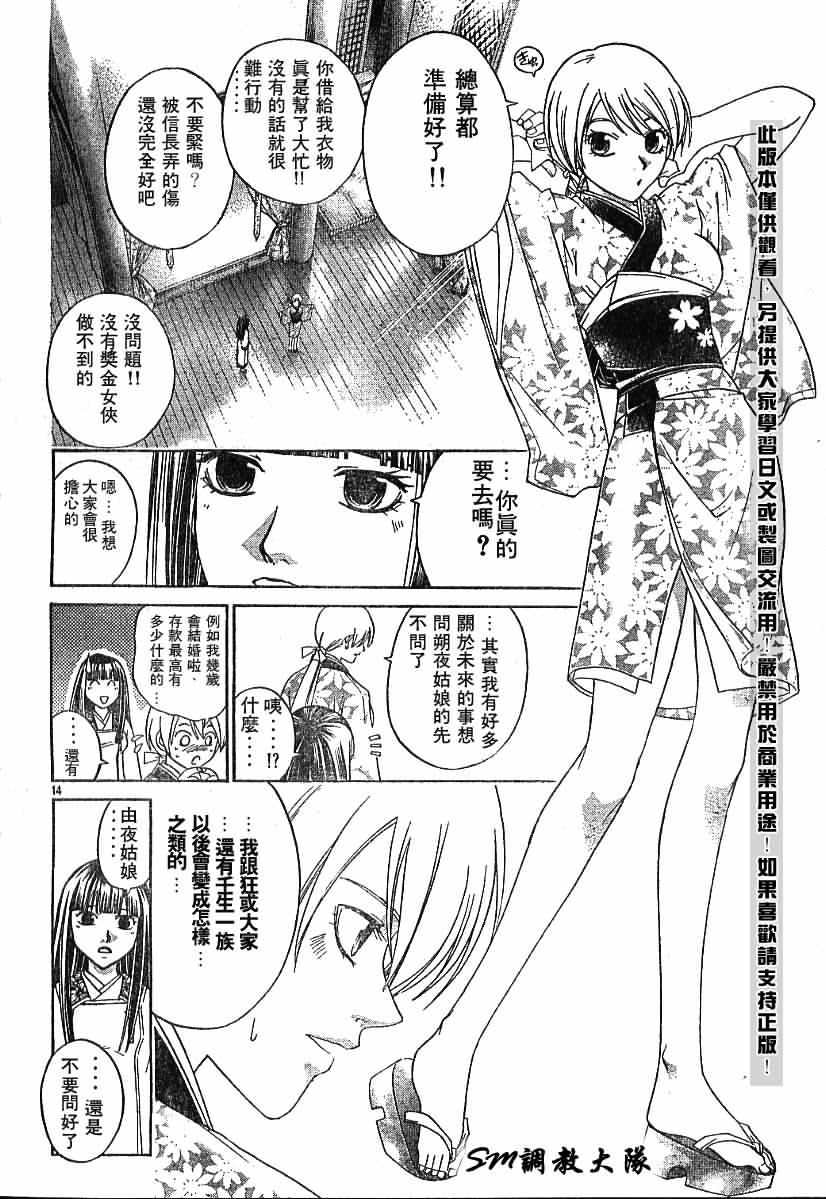 總算都
準備好了!!
你借給我衣物
真是幫了大忙!!
沒有的話就很
難行動
……
不要緊嗎?
被信長弄的傷
還沒完全好吧
沒問題!!
沒有獎金女俠
做不到的
…你真的
要去嗎?
嗯…我想
大家會很
擔心的
…其實我有好多
關於未來的事想
問朔夜姑娘的先
不問了
咦…!?
什麼…
例如我幾歲
會結婚啦、
存款最高有
多少什麼的…
…還有
14
…我跟狂或大家
…還有壬生一族
以後會變成怎樣…
之類的…
由夜姑娘
……
…還是
不要問好了
此版本僅供觀看,另提供大家學習日文或製圖交流用!嚴禁用於商業用途!如果喜歡請支持正版!
SM調教大隊